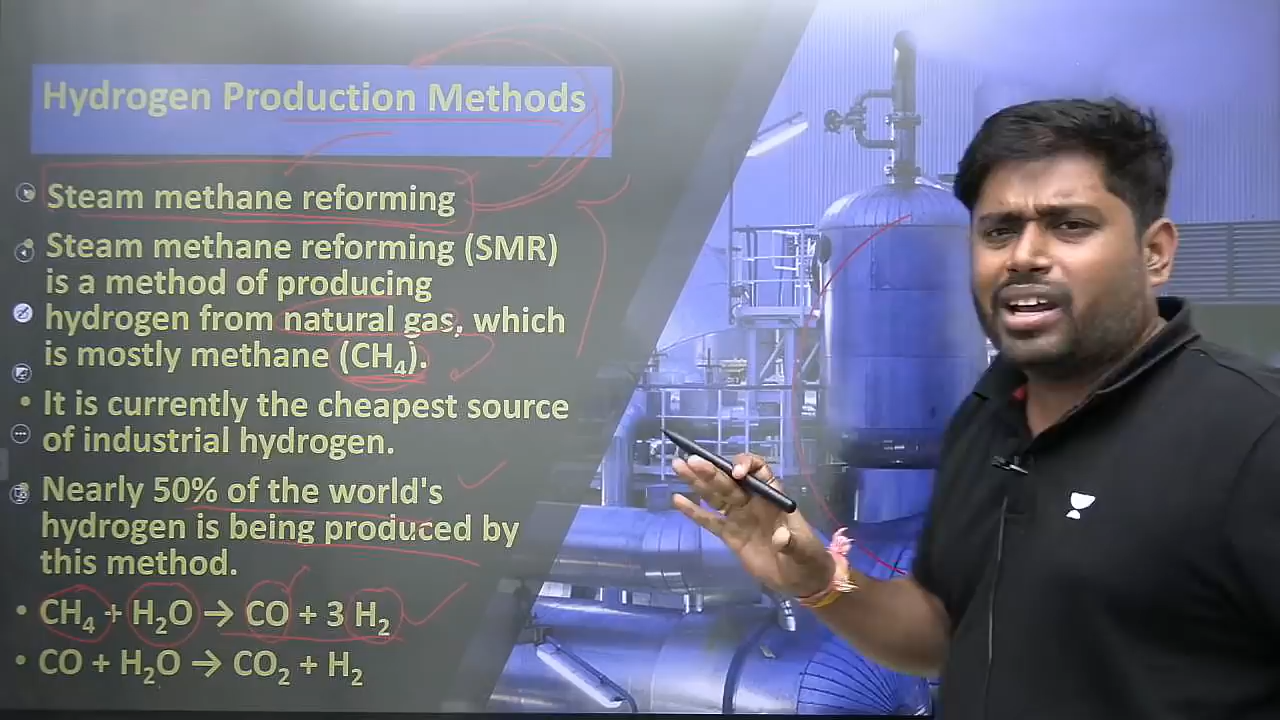 Hydrogen Production Methods
Steam methane reforming
Steam methane reforming (SMR)
is a method of producing
hydrogen from natural gas, which
is mostly methane (CH₄).
• It is currently the cheapest source
of industrial hydrogen.
Nearly 50% of the world's
hydrogen is being produced by
this method.
• CH₄ + H₂O → CO + 3 H₂
• CO + H₂O → CO₂ + H₂